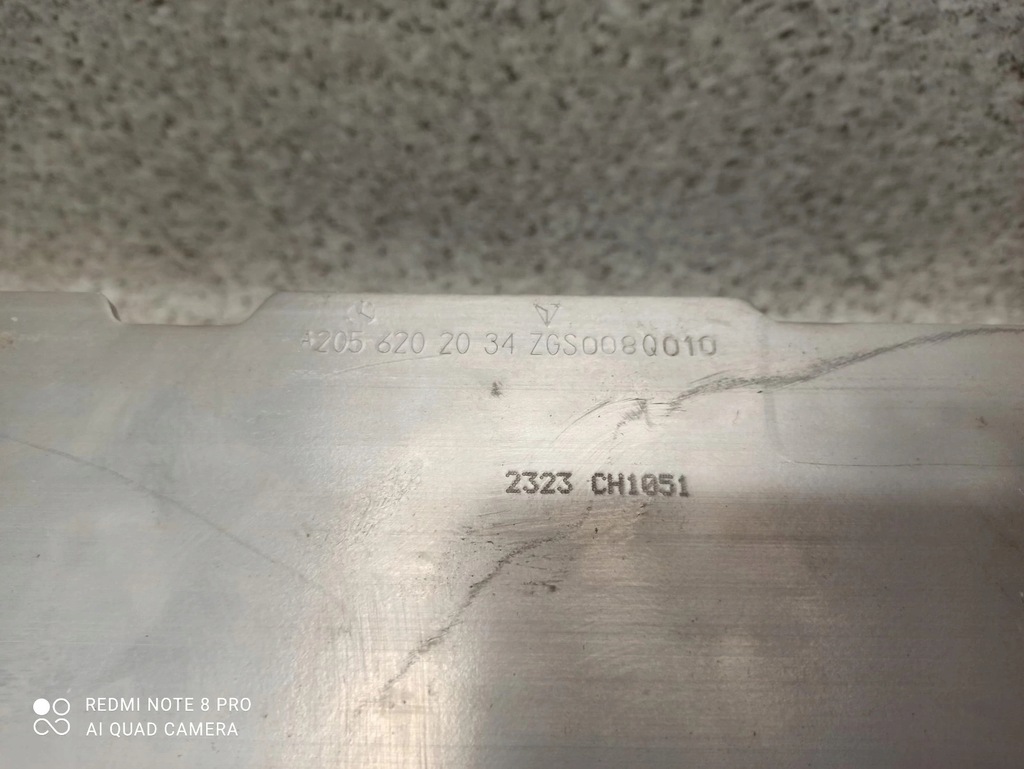 A205 620 20 34 ZGS008Q010
2323 CH1051
REDMI NOTE 8 PRO
AI QUAD CAMERA